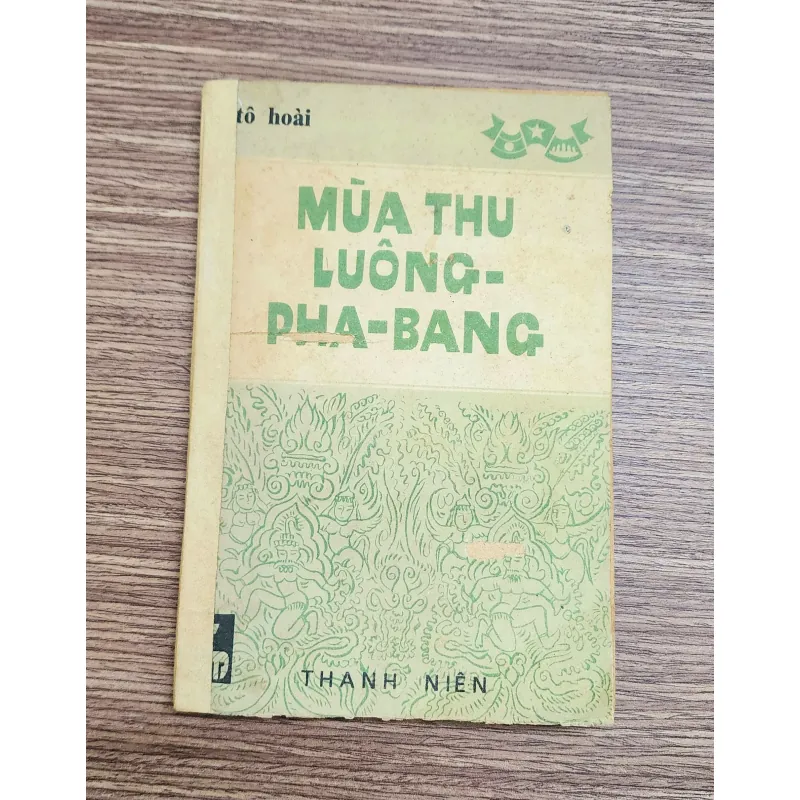 tô hoài
MÙA THU
LUÔNG-
PHA-BANG
THANH NIÊN